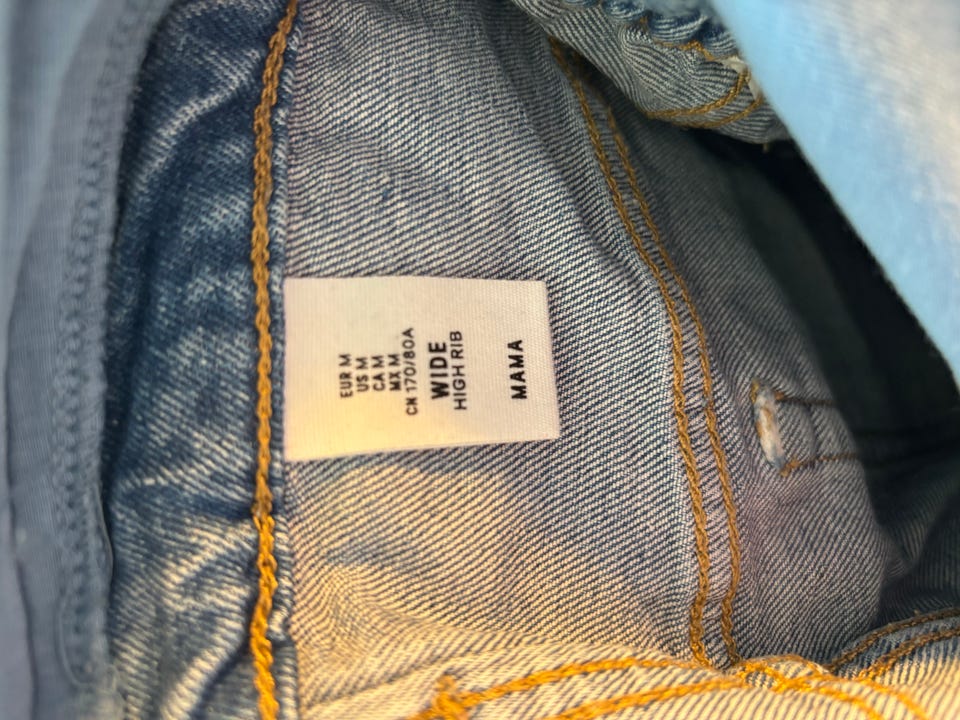 EUR M
US M
CA M
MX M
CN 170/80A
WIDE
HIGH RIB
MAMA